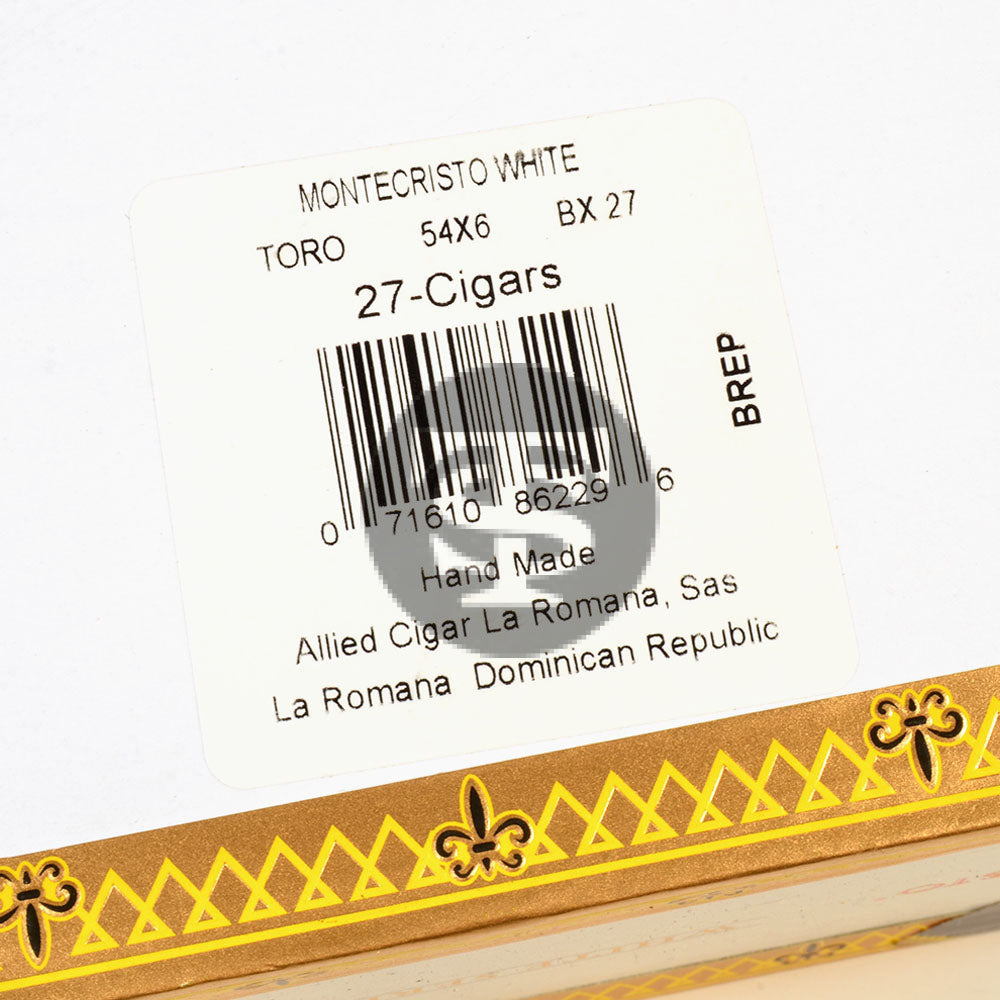 MONTECRISTO WHITE
TORO 54X6 BX 27
27-Cigars
BREP
0 71610 86229 6
Hand Made
Allied Cigar La Romana, Sas
La Romana Dominican Republic